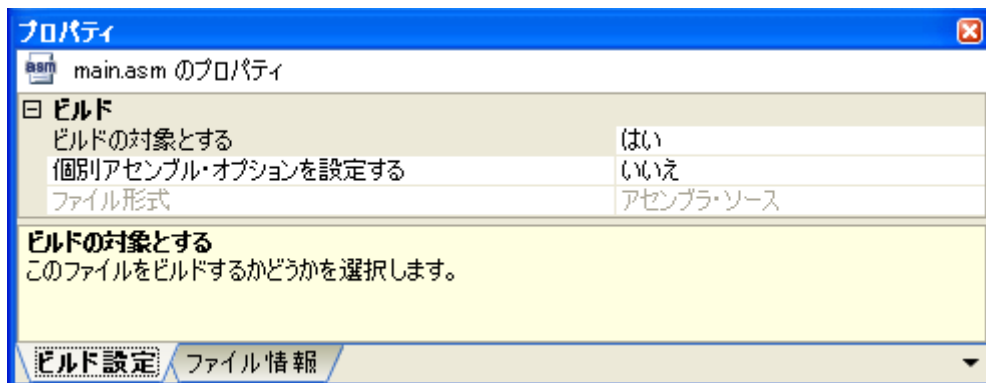 プロパティ
asm main.asm のプロパティ
ビルド
ビルドの対象とする はい
個別アセンブル・オプションを設定する いいえ
ファイル形式 アセンブラ・ソース
ビルドの対象とする
このファイルをビルドするかどうかを選択します。
ビルド設定 ファイル情報